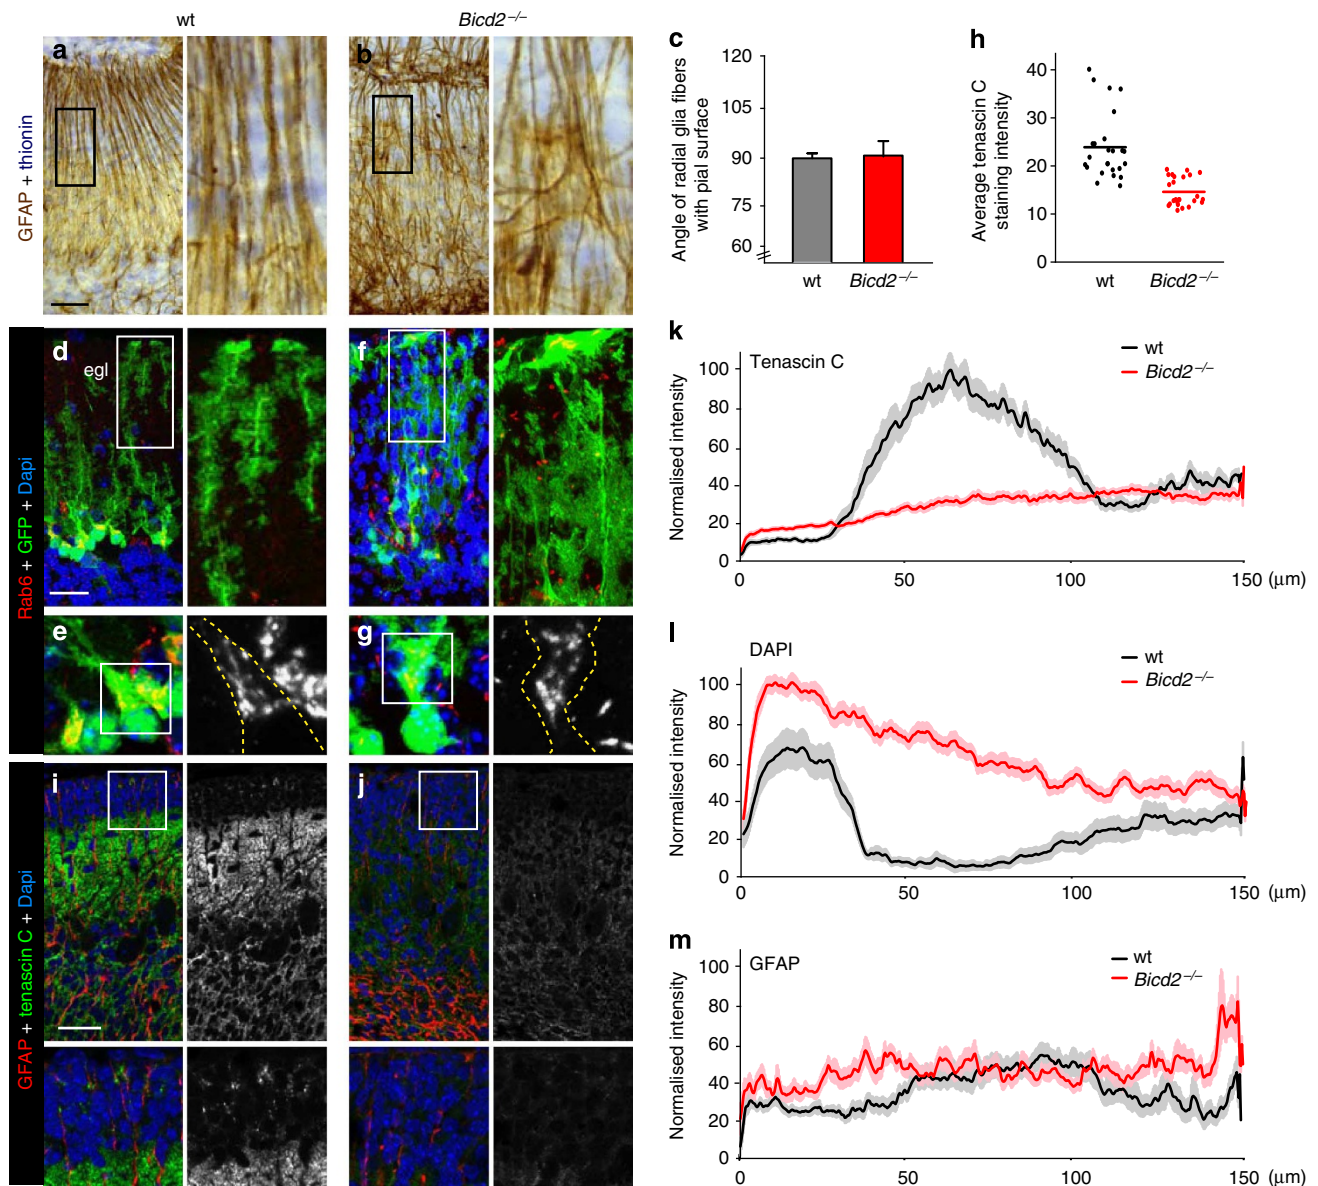 wt
Bicd2⁻/⁻
a
b
GFAP + thionin
c
120
105
90
75
60
Angle of radial glia fibers
with pial surface
wt
Bicd2⁻/⁻
h
40
30
20
10
0
Average tenascin C
staining intensity
wt
Bicd2⁻/⁻
d
egl
f
e
g
Rab6 + GFP + Dapi
i
j
GFAP + tenascin C + Dapi
k
Tenascin C
wt
Bicd2⁻/⁻
Normalised intensity
100
80
60
40
20
0
0 50 100 150 (μm)
l
DAPI
wt
Bicd2⁻/⁻
Normalised intensity
100
80
60
40
20
0
0 50 100 150 (μm)
m
GFAP
wt
Bicd2⁻/⁻
Normalised intensity
100
80
60
40
20
0
0 50 100 150 (μm)